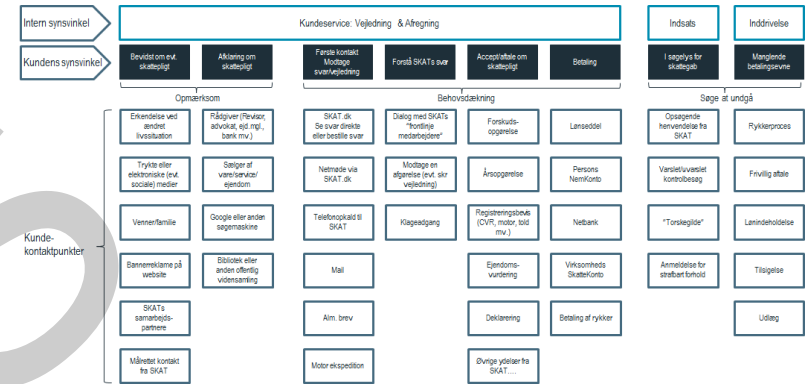 Intern synsvinkel
Kundeservice: Vejledning & Afregning
Indsats
Inddrivelse
Kundens synsvinkel
Bevidst om evt.
skattepligt
Afklaring om
skattepligt
Første kontakt
Modtage
svar/vejledning
Forstå SKATs svar
Accept/aftale om
skattepligt
Betaling
I søgelys for
skattegab
Manglende
betalingsevne
Opmærksom
Behovsdækning
Søge at undgå
Kunde-
kontaktpunkter
Erkendelse ved
ændret
livssituation
Trykte eller
elektroniske (evt.
sociale) medier
Venner/familie
Bannerreklame på
website
SKATs
samarbejds-
partnere
Målrettet kontakt
fra SKAT
Rådgiver (Revisor,
advokat, ejd.mgl.,
bank mv.)
Sælger af
vare/service/
ejendom
Google eller anden
søgemaskine
Bibliotek eller
anden offentlig
vidensamling
SKAT.dk
Se svar direkte
eller bestille svar
Netmøde via
SKAT.dk
Telefonopkald til
SKAT
Mail
Alm. brev
Motor ekspedition
Dialog med SKATs
"frontlinje
medarbejdere"
Modtage en
afgørelse (evt. skr
vejledning)
Klageadgang
Forskuds-
opgørelse
Årsopgørelse
Registreringsbevis
(CVR, motor, told
mv.)
Ejendoms-
vurdering
Deklarering
Øvrige ydelser fra
SKAT….
Lønseddel
Persons
NemKonto
Netbank
Virksomheds
SkatteKonto
Betaling af rykker
Opsøgende
henvendelse fra
SKAT
Varslet/uvarslet
kontrolbesøg
"Torskegilde"
Anmeldelse for
strafbart forhold
Rykkerproces
Frivillig aftale
Lønindeholdelse
Tilsigelse
Udlæg